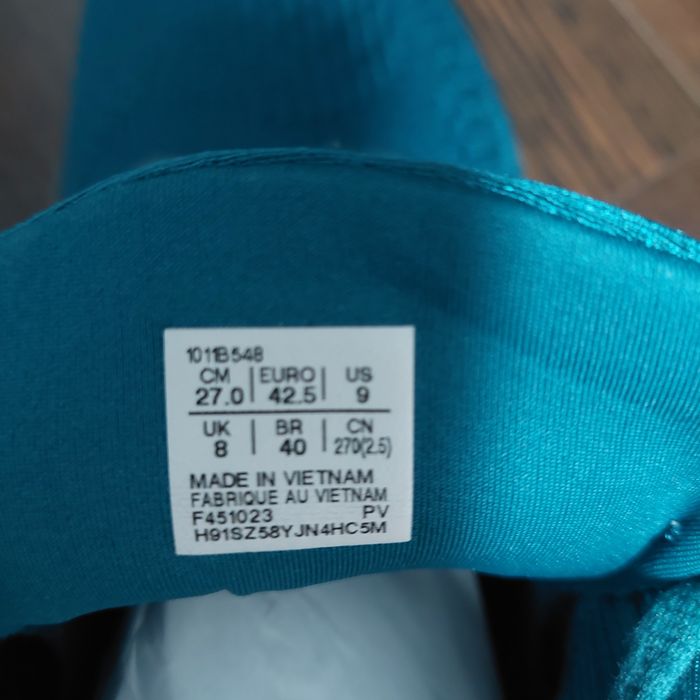 1011B548
CM | EURO | US
27.0 | 42.5 | 9
UK | BR | CN
8 | 40 | 270(2.5)
MADE IN VIETNAM
FABRIQUE AU VIETNAM
F451023 PV
H91SZ58YJN4HC5M